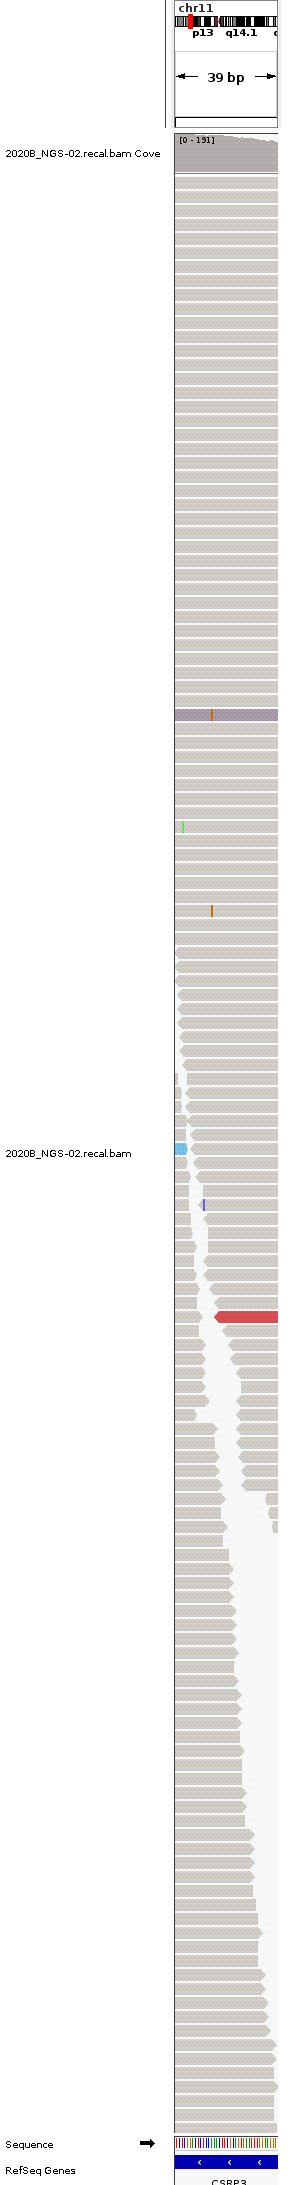 chr11
p13 q14.1
39 bp
[0 - 191]
2020B_NGS-02.recal.bam Cove
2020B_NGS-02.recal.bam
Sequence
RefSeq Genes
CSRP3